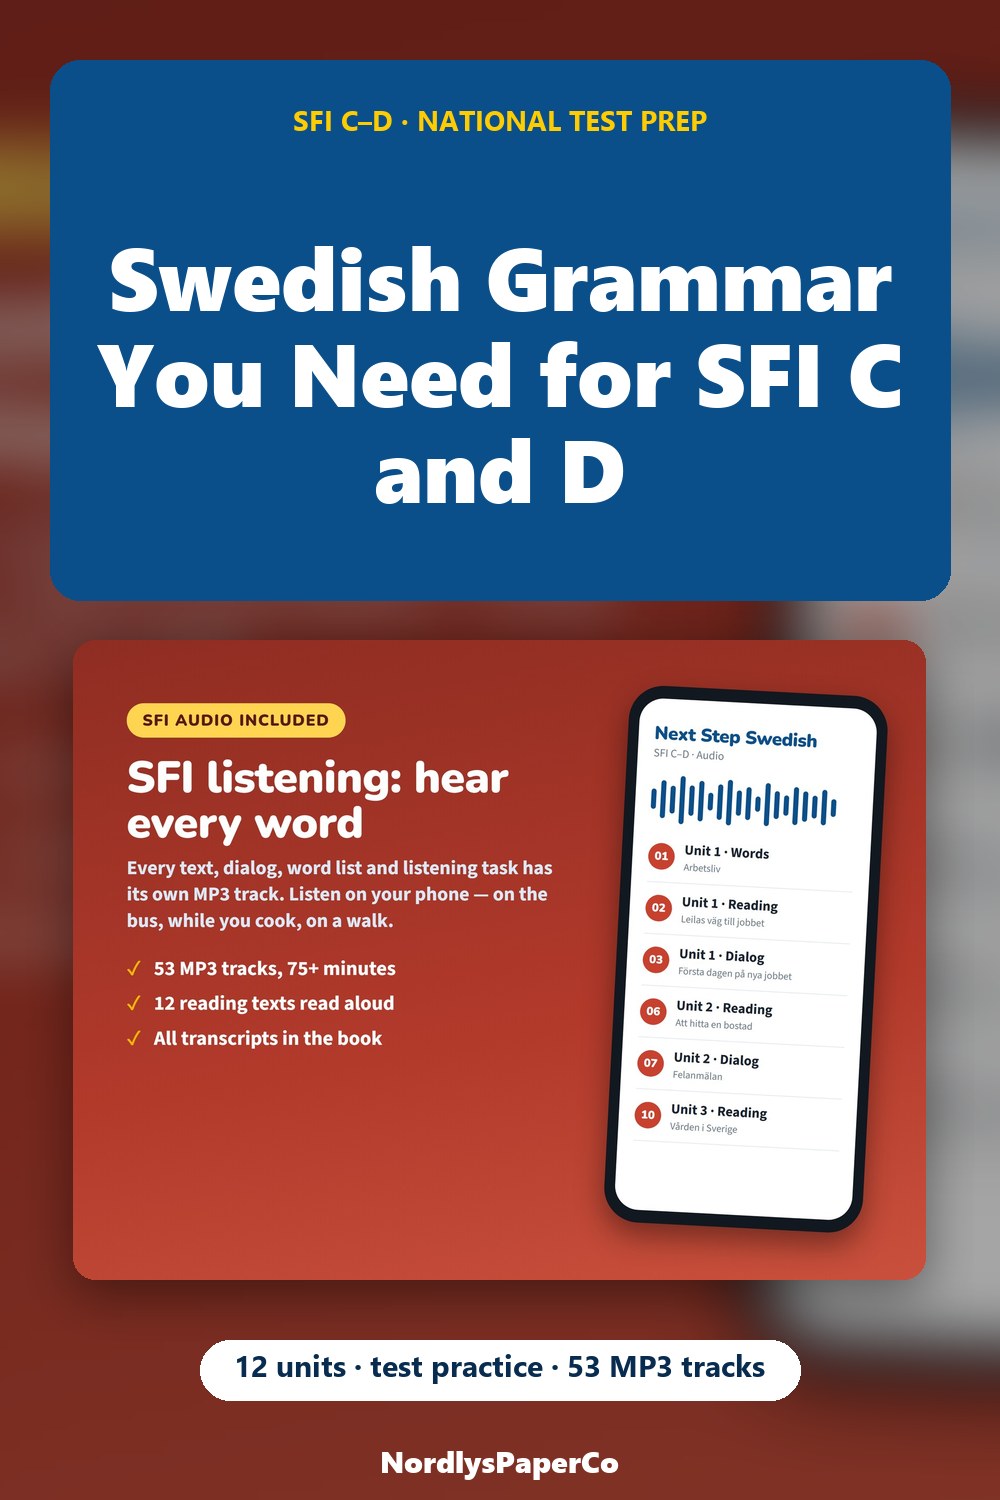 SFI C–D · NATIONAL TEST PREP
Swedish Grammar
You Need for SFI C
and D
SFI AUDIO INCLUDED
SFI listening: hear
every word
Every text, dialog, word list and listening task has
its own MP3 track. Listen on your phone — on the
bus, while you cook, on a walk.
✓ 53 MP3 tracks, 75+ minutes
✓ 12 reading texts read aloud
✓ All transcripts in the book
Next Step Swedish
SFI C–D · Audio
01 Unit 1 · Words
Arbetsliv
02 Unit 1 · Reading
Leilas väg till jobbet
03 Unit 1 · Dialog
Första dagen på nya jobbet
06 Unit 2 · Reading
Att hitta en bostad
07 Unit 2 · Dialog
Felanmälan
10 Unit 3 · Reading
Vården i Sverige
12 units · test practice · 53 MP3 tracks
NordlysPaperCo